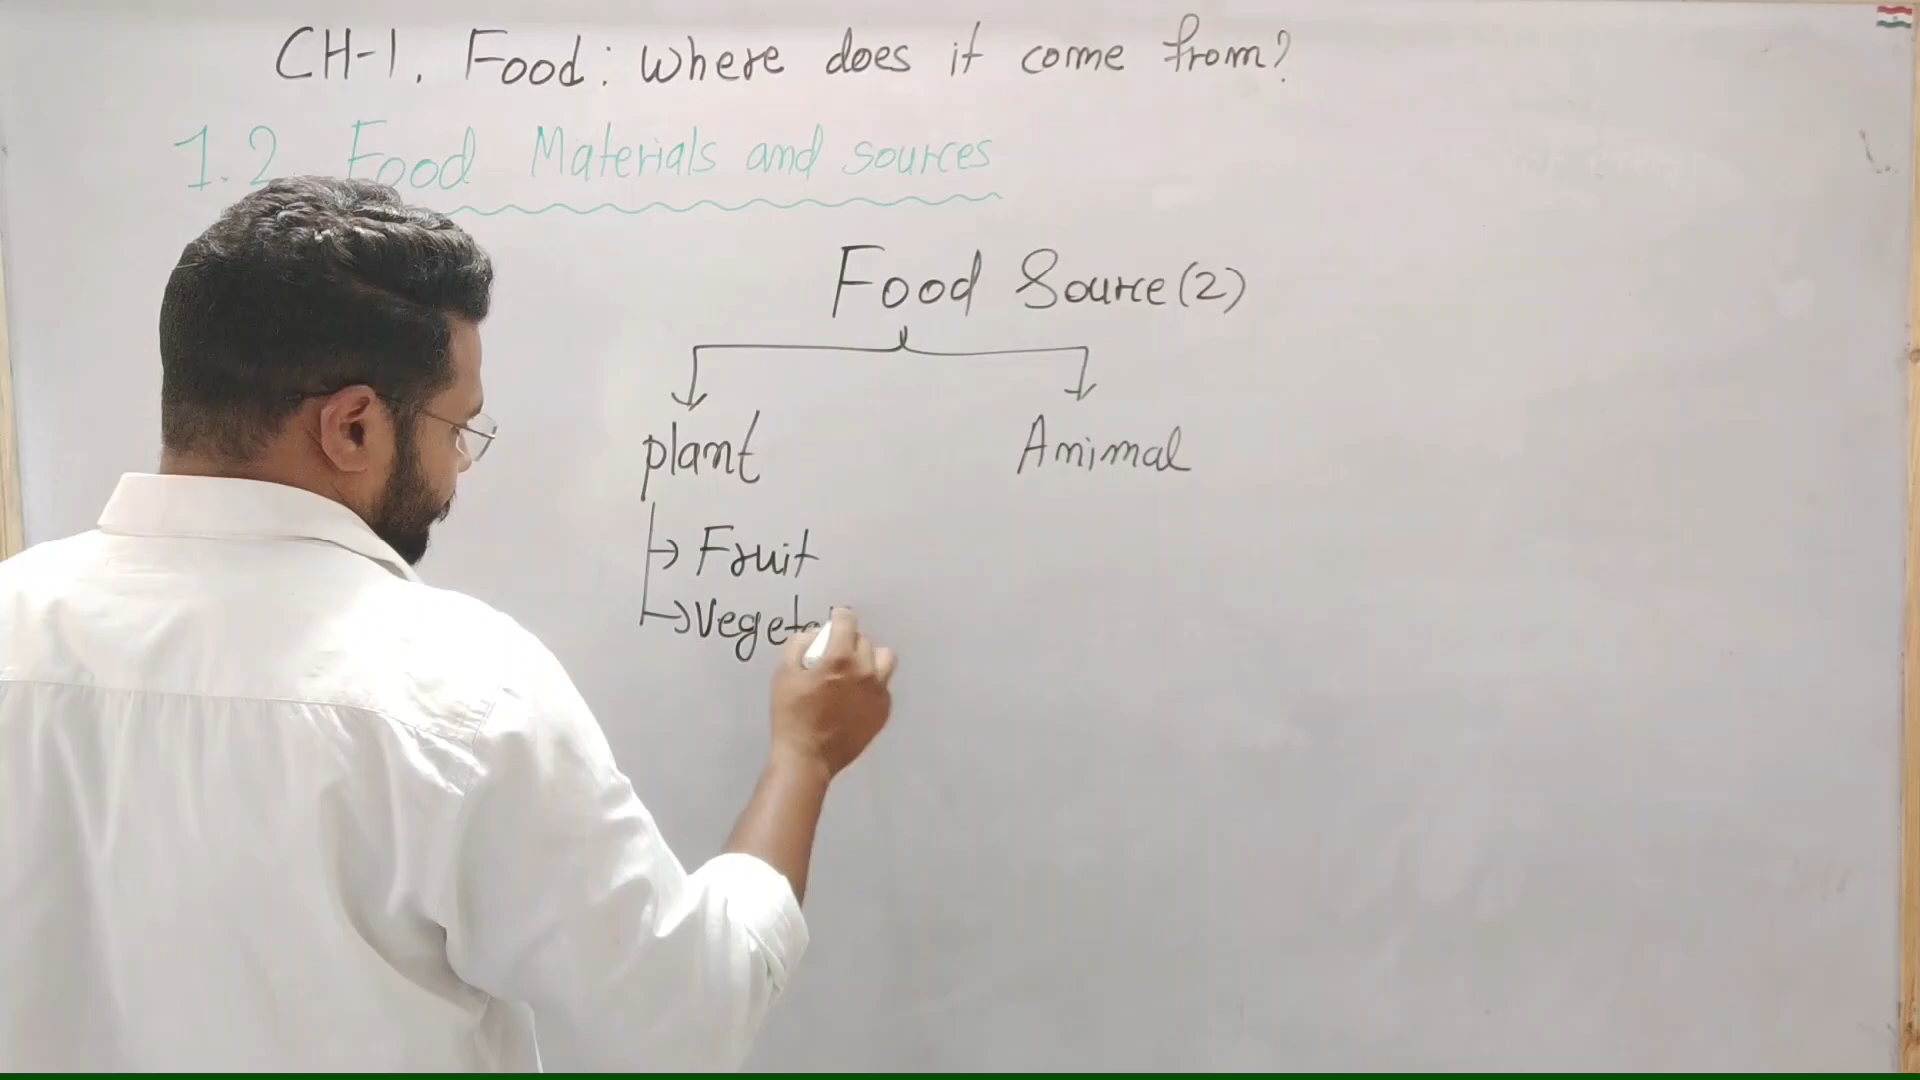 CH-1. Food: Where does it come from?
1.2 Food Materials and sources
Food Source (2)
plant Animal
→ Fruit